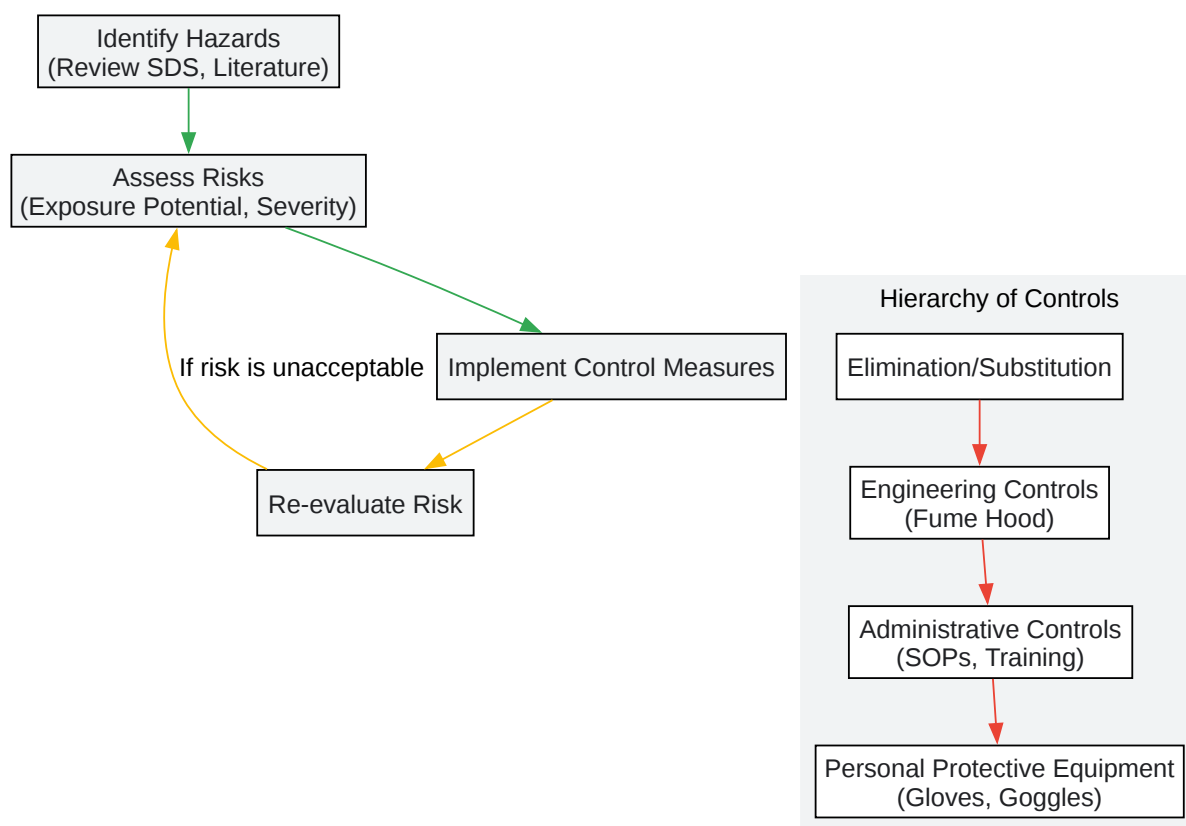 Identify Hazards
(Review SDS, Literature)
Assess Risks
(Exposure Potential, Severity)
If risk is unacceptable
Implement Control Measures
Re-evaluate Risk
Hierarchy of Controls
Elimination/Substitution
Engineering Controls
(Fume Hood)
Administrative Controls
(SOPs, Training)
Personal Protective Equipment
(Gloves, Goggles)